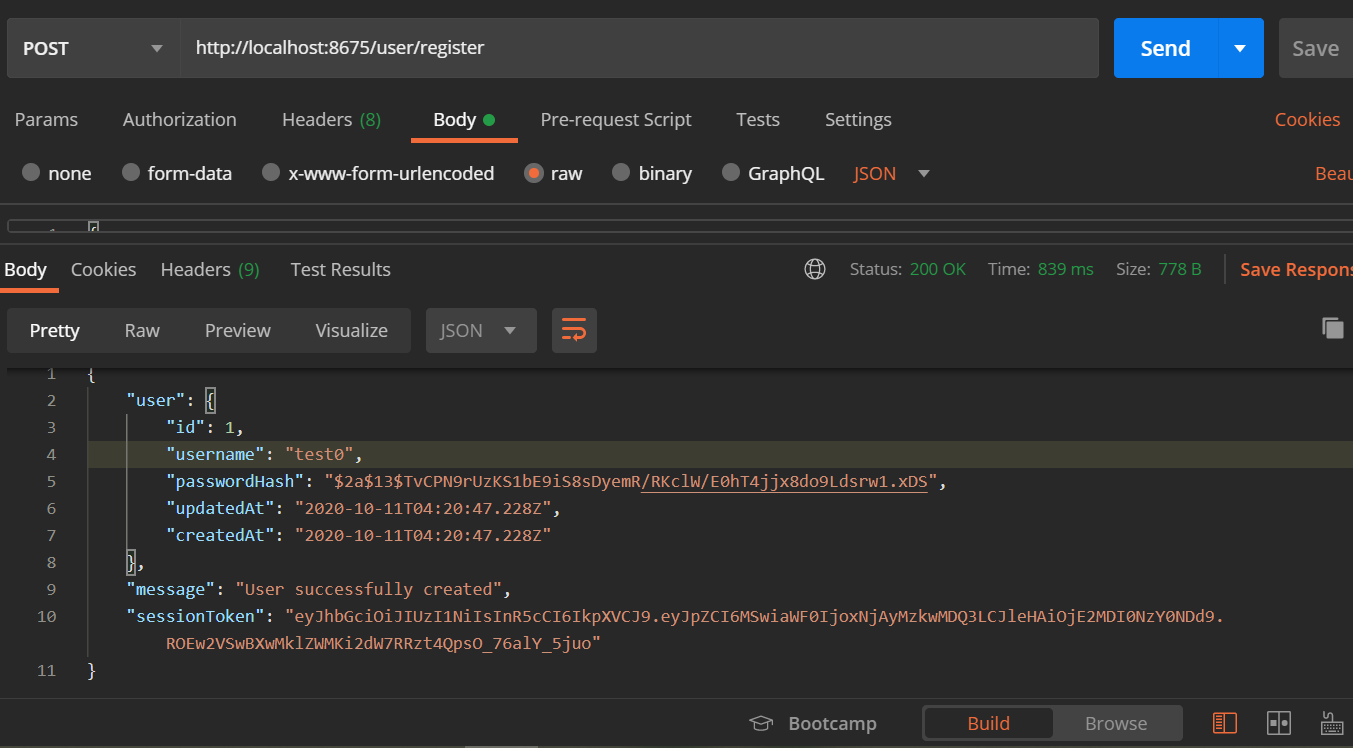 POST http://localhost:8675/user/register Send Save
Params Authorization Headers (8) Body Pre-request Script Tests Settings Cookies
none form-data x-www-form-urlencoded raw binary GraphQL JSON Beau
Body Cookies Headers (9) Test Results Status: 200 OK Time: 839 ms Size: 778 B Save Respons
Pretty Raw Preview Visualize JSON
1 {
2 "user": {
3 "id": 1,
4 "username": "test0",
5 "passwordHash": "$2a$13$TvCPN9rUzKS1bE9iS8sDyemR/RKclW/E0hT4jjx8do9Ldsrw1.xDS",
6 "updatedAt": "2020-10-11T04:20:47.228Z",
7 "createdAt": "2020-10-11T04:20:47.228Z"
8 },
9 "message": "User successfully created",
10 "sessionToken": "eyJhbGciOiJIUzI1NiIsInR5cCI6IkpXVCJ9.eyJpZCI6MSwiaWF0IjoxNjAyMzkwMDQ3LCJleHAiOjE2MDI0NzY0NDd9.
ROEw2VSwBXwMklZWMKi2dW7RRzt4QpsO_76alY_5juo"
11 }
Bootcamp Build Browse